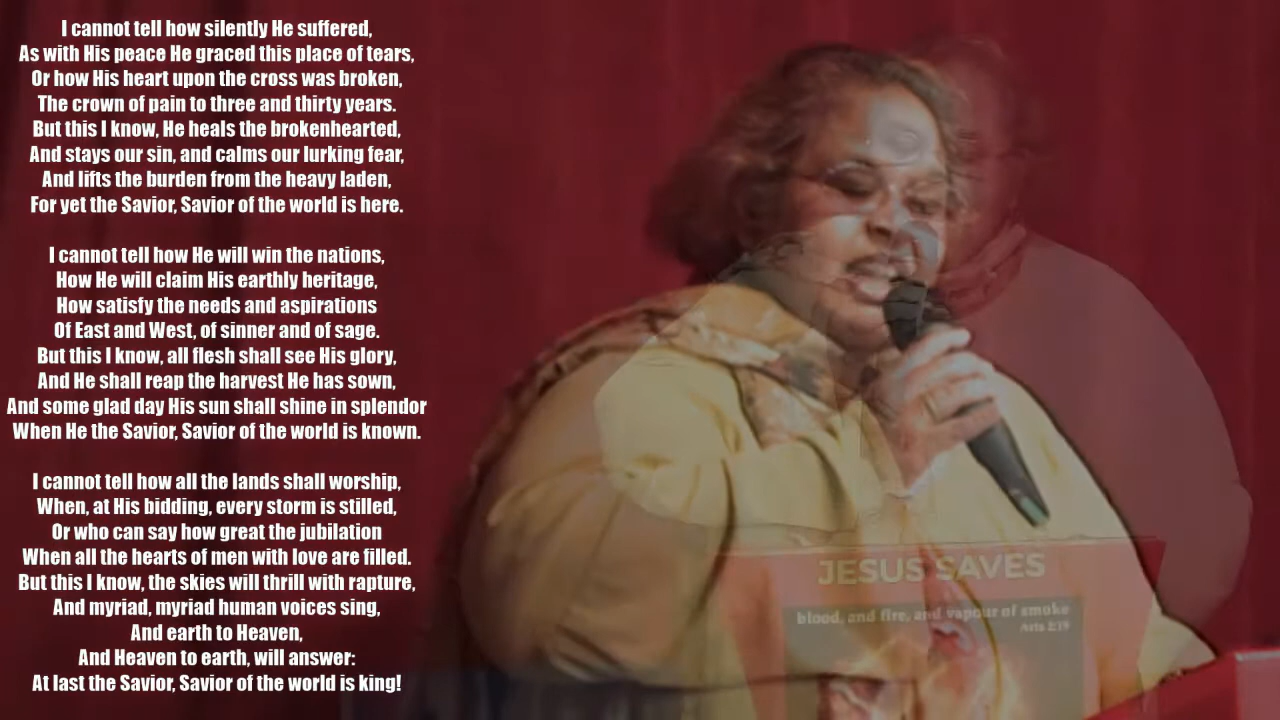 I cannot tell how silently He suffered,
As with His peace He graced this place of tears,
Or how His heart upon the cross was broken,
The crown of pain to three and thirty years.
But this I know, He heals the brokenhearted,
And stays our sin, and calms our lurking fear,
And lifts the burden from the heavy laden,
For yet the Savior, Savior of the world is here.
I cannot tell how He will win the nations,
How He will claim His earthly heritage,
How satisfy the needs and aspirations
Of East and West, of sinner and of sage.
But this I know, all flesh shall see His glory,
And He shall reap the harvest He has sown,
And some glad day His sun shall shine in splendor
When He the Savior, Savior of the world is known.
I cannot tell how all the lands shall worship,
When, at His bidding, every storm is stilled,
Or who can say how great the jubilation
When all the hearts of men with love are filled.
But this I know, the skies will thrill with rapture,
And myriad, myriad human voices sing,
And earth to Heaven,
And Heaven to earth, will answer:
At last the Savior, Savior of the world is king!
JESUS SAVES
blood, and fire, and vapour of smoke
Acts 2:19